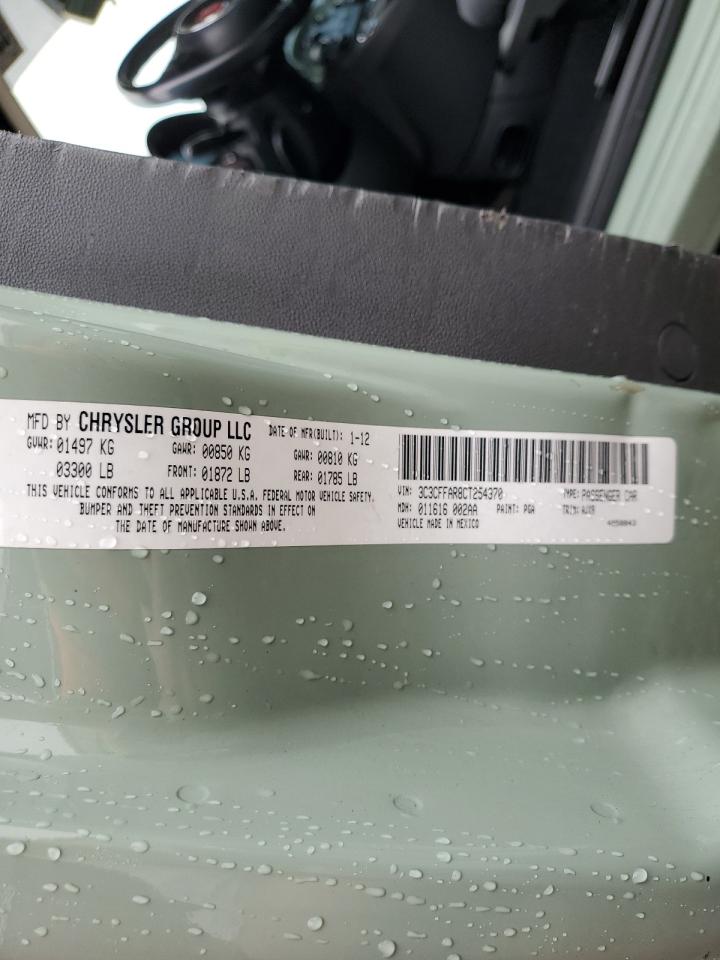 MFD BY CHRYSLER GROUP LLC DATE OF MFR(BUILT): 1-12
GVWR: 01497 KG GAWR: 00850 KG GAWR: 00810 KG
03300 LB FRONT: 01872 LB REAR: 01785 LB
THIS VEHICLE CONFORMS TO ALL APPLICABLE U.S.A. FEDERAL MOTOR VEHICLE SAFETY,
BUMPER AND THEFT PREVENTION STANDARDS IN EFFECT ON
THE DATE OF MANUFACTURE SHOWN ABOVE.
VIN: 3C3CFFAR8CT254370 TYPE: PASSENGER CAR
MDH: 011616 002AA PAINT: PGA TRIM: AVX9
VEHICLE MADE IN MEXICO